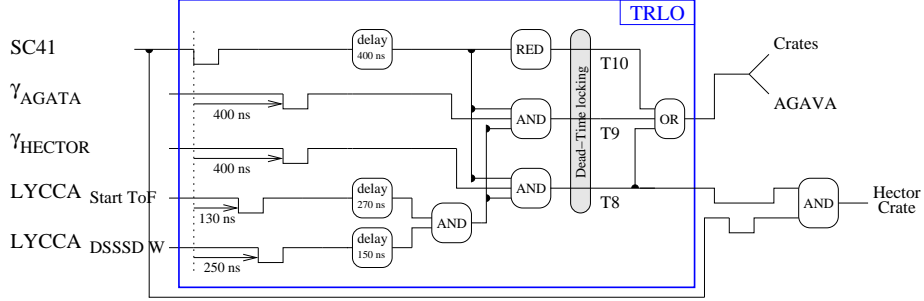 TRLO
SC41
delay
400 ns
RED
T10
Crates
γAGATA
400 ns
AND
T9
OR
AGAVA
Dead-Time locking
γHECTOR
400 ns
AND
T8
LYCCA Start ToF
130 ns
delay
270 ns
AND
AND
Hector
Crate
LYCCA DSSSD W
250 ns
delay
150 ns